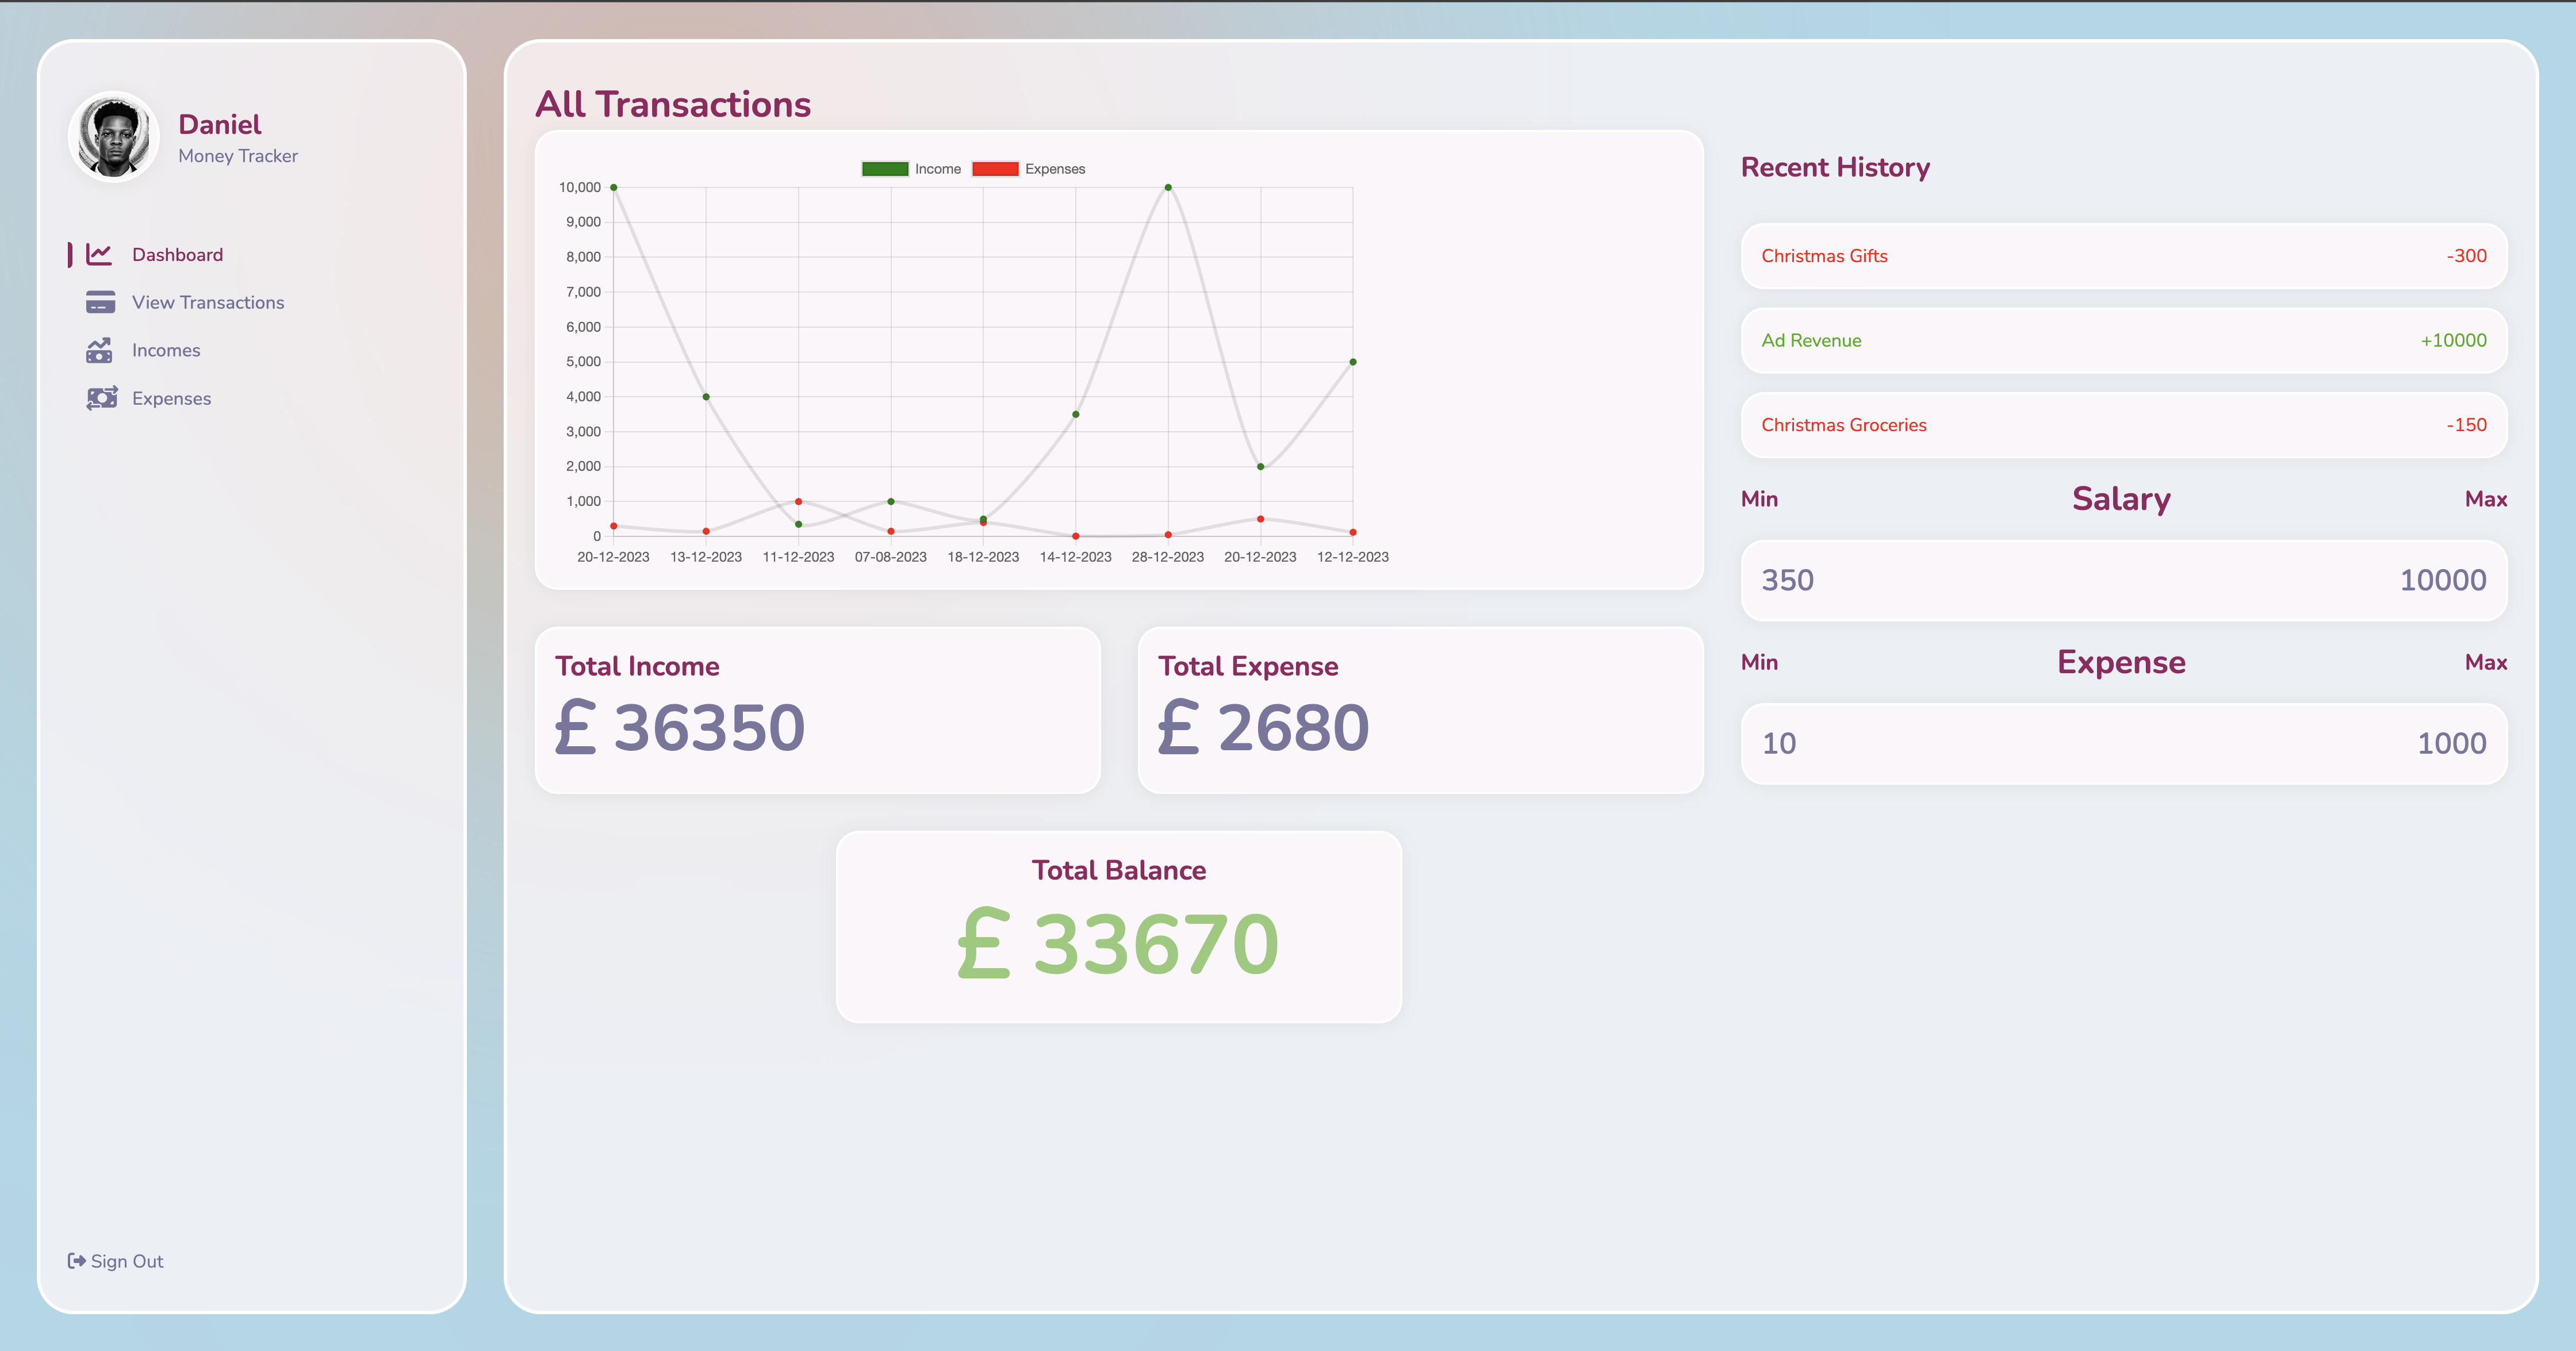 Daniel
Money Tracker
Dashboard
View Transactions
Incomes
Expenses
Sign Out
All Transactions
Income Expenses
10,000
9,000
8,000
7,000
6,000
5,000
4,000
3,000
2,000
1,000
0
20-12-2023 13-12-2023 11-12-2023 07-08-2023 18-12-2023 14-12-2023 28-12-2023 20-12-2023 12-12-2023
Total Income
£ 36350
Total Expense
£ 2680
Total Balance
£ 33670
Recent History
Christmas Gifts -300
Ad Revenue +10000
Christmas Groceries -150
Min Salary Max
350 10000
Min Expense Max
10 1000